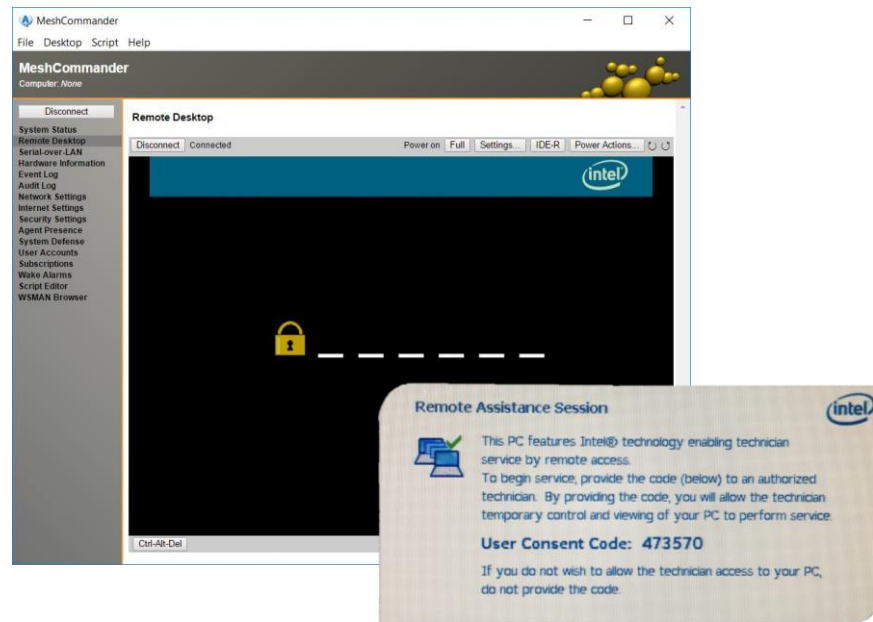 MeshCommander
File Desktop Script Help
MeshCommander
Computer: None
Disconnect
System Status
Remote Desktop
Serial-over-LAN
Hardware Information
Event Log
Audit Log
Network Settings
Internet Settings
Security Settings
Agent Presence
System Defense
User Accounts
Subscriptions
Wake Alarms
Script Editor
WSMAN Browser
Remote Desktop
Disconnect Connected Power on Full Settings... IDE-R Power Actions...
intel
Ctrl-Alt-Del
Remote Assistance Session
intel
This PC features Intel® technology enabling technician
service by remote access.
To begin service, provide the code (below) to an authorized
technician. By providing the code, you will allow the technician
temporary control and viewing of your PC to perform service.
User Consent Code: 473570
If you do not wish to allow the technician access to your PC,
do not provide the code.